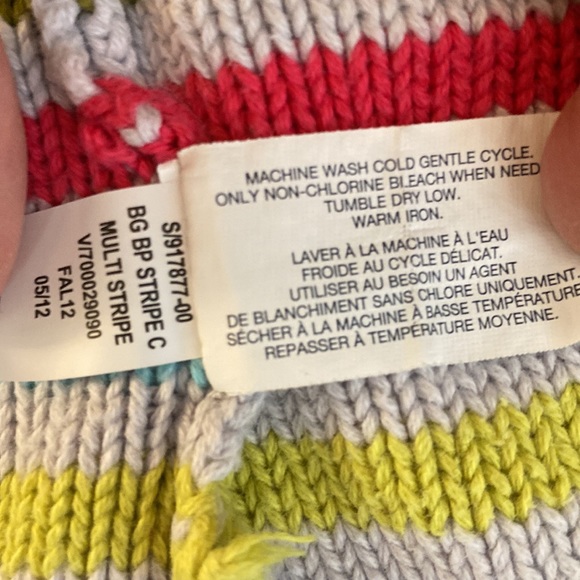 S/917877-00
BG BP STRIPE C
MULTI STRIPE
V/700029090
FAL12
05/12
MACHINE WASH COLD GENTLE CYCLE.
ONLY NON-CHLORINE BLEACH WHEN NEED
TUMBLE DRY LOW.
WARM IRON.
LAVER À LA MACHINE À L'EAU
FROIDE AU CYCLE DÉLICAT.
UTILISER AU BESOIN UN AGENT
DE BLANCHIMENT SANS CHLORE UNIQUEMENT.
SÉCHER À LA MACHINE À BASSE TEMPÉRATURE
REPASSER À TEMPÉRATURE MOYENNE.